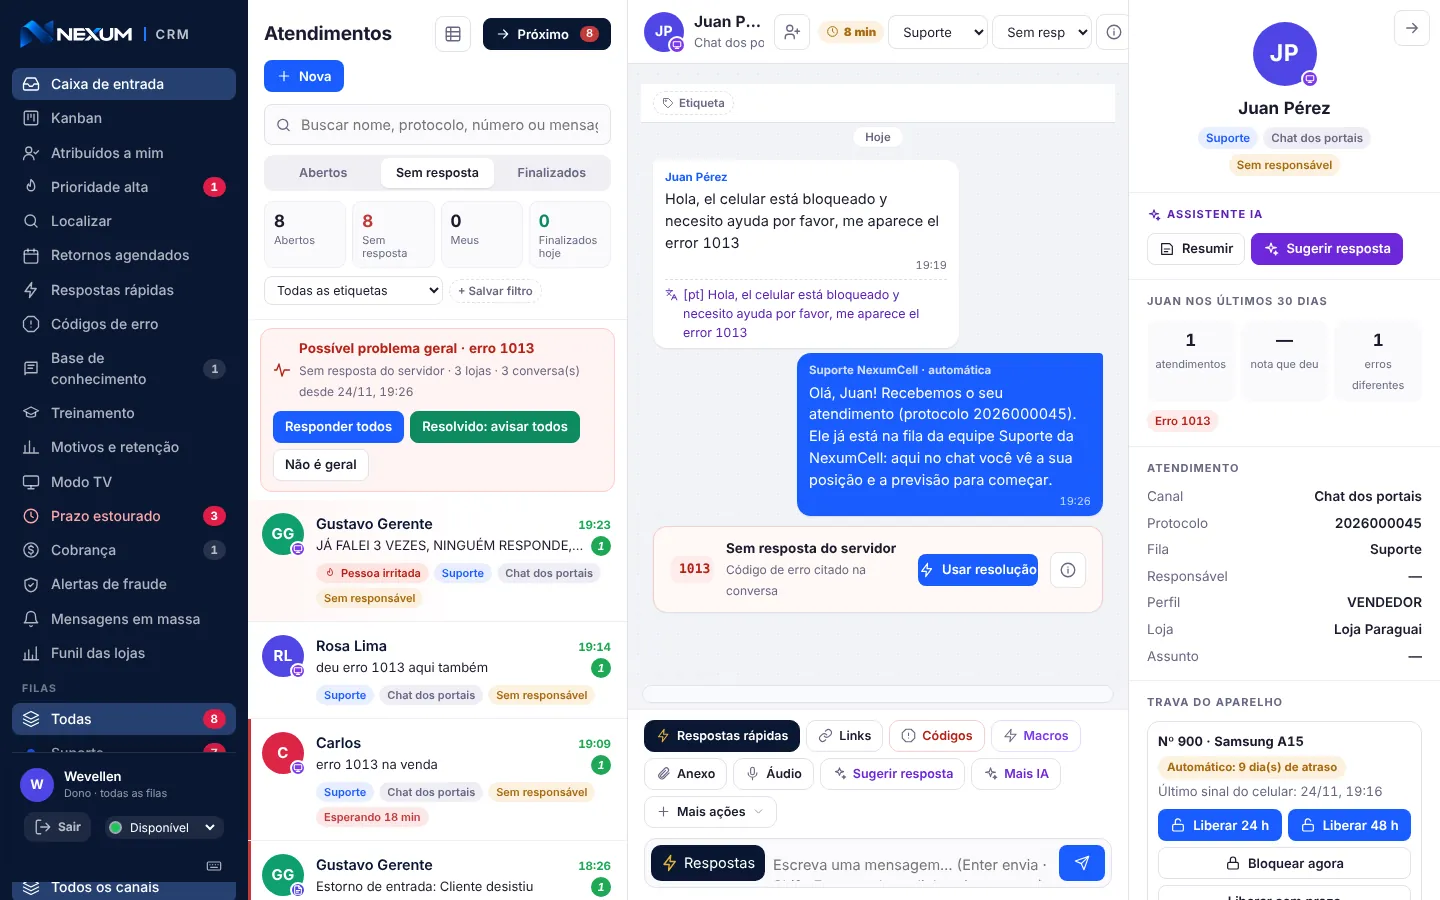 NEXUM | CRM
Caixa de entrada
Kanban
Atribuídos a mim
Prioridade alta 1
Localizar
Retornos agendados
Respostas rápidas
Códigos de erro
Base de
conhecimento 1
Treinamento
Motivos e retenção
Modo TV
Prazo estourado 3
Cobrança 1
Alertas de fraude
Mensagens em massa
Funil das lojas
FILAS
Todas 8
W Wevellen
Dono · todas as filas
Sair Disponível
Todos os canais
Atendimentos
Próximo 8
Nova
Buscar nome, protocolo, número ou mensag
Abertos Sem resposta Finalizados
8 8 0 0
Abertos Sem resposta Meus Finalizados hoje
Todas as etiquetas + Salvar filtro
Possível problema geral · erro 1013
Sem resposta do servidor · 3 lojas · 3 conversa(s)
desde 24/11, 19:26
Responder todos Resolvido: avisar todos
Não é geral
GG Gustavo Gerente 19:23
JÁ FALEI 3 VEZES, NINGUÉM RESPONDE,... 1
Pessoa irritada Suporte Chat dos portais
Sem responsável
RL Rosa Lima 19:14
deu erro 1013 aqui também 1
Suporte Chat dos portais Sem responsável
C Carlos 19:09
erro 1013 na venda 1
Suporte Chat dos portais Sem responsável
Esperando 18 min
GG Gustavo Gerente 18:26
Estorno de entrada: Cliente desistiu 1
JP Juan P... 8 min Suporte Sem resp
Chat dos po
Etiqueta
Hoje
Juan Pérez
Hola, el celular está bloqueado y
necesito ayuda por favor, me aparece el
error 1013
19:19
[pt] Hola, el celular está bloqueado y
necesito ayuda por favor, me aparece el
error 1013
Suporte NexumCell · automática
Olá, Juan! Recebemos o seu
atendimento (protocolo 2026000045).
Ele já está na fila da equipe Suporte da
NexumCell: aqui no chat você vê a sua
posição e a previsão para começar.
19:26
1013 Sem resposta do servidor
Código de erro citado na
conversa
Usar resolução
Respostas rápidas Links Códigos Macros
Anexo Áudio Sugerir resposta Mais IA
Mais ações
Respostas Escreva uma mensagem... (Enter envia ·
JP
Juan Pérez
Suporte Chat dos portais
Sem responsável
ASSISTENTE IA
Resumir Sugerir resposta
JUAN NOS ÚLTIMOS 30 DIAS
1 — 1
atendimentos nota que deu erros diferentes
Erro 1013
ATENDIMENTO
Canal Chat dos portais
Protocolo 2026000045
Fila Suporte
Responsável —
Perfil VENDEDOR
Loja Loja Paraguai
Assunto —
TRAVA DO APARELHO
Nº 900 · Samsung A15
Automático: 9 dia(s) de atraso
Último sinal do celular: 24/11, 19:16
Liberar 24 h Liberar 48 h
Bloquear agora